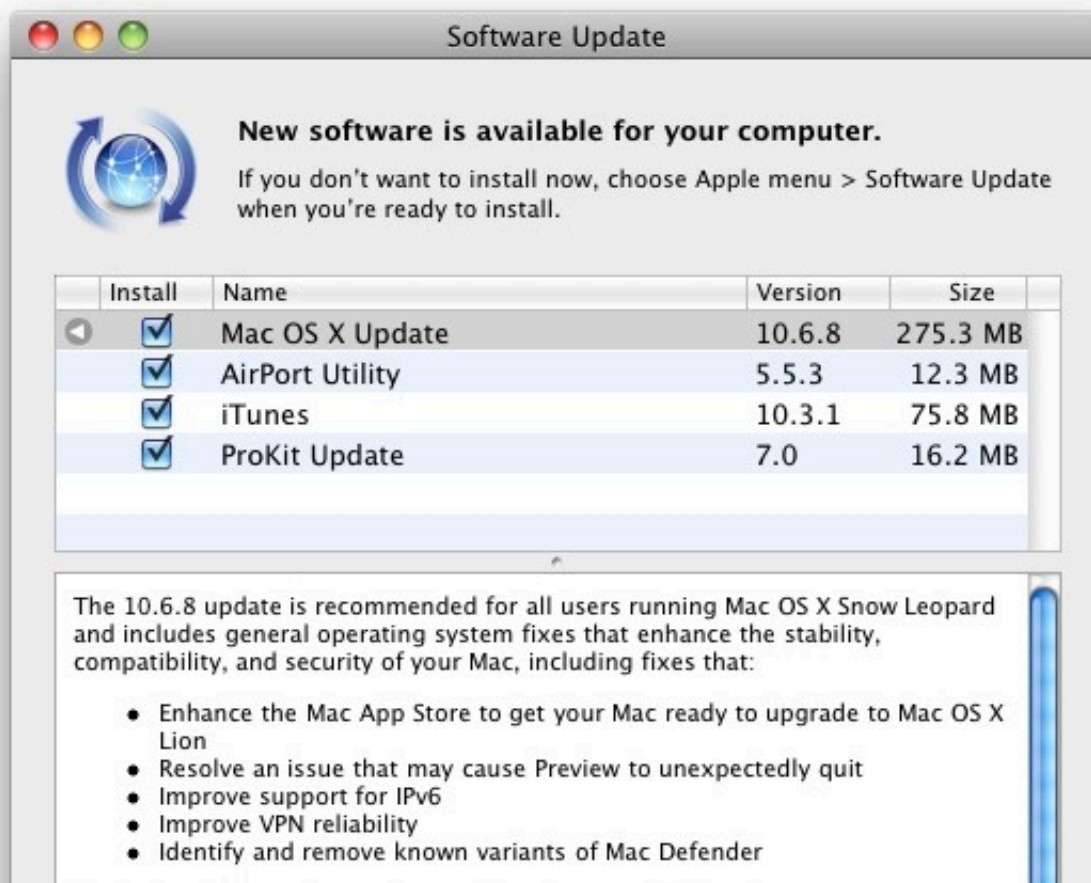 Software Update
New software is available for your computer.
If you don't want to install now, choose Apple menu > Software Update
when you're ready to install.
Install Name Version Size
Mac OS X Update 10.6.8 275.3 MB
AirPort Utility 5.5.3 12.3 MB
iTunes 10.3.1 75.8 MB
ProKit Update 7.0 16.2 MB
The 10.6.8 update is recommended for all users running Mac OS X Snow Leopard
and includes general operating system fixes that enhance the stability,
compatibility, and security of your Mac, including fixes that:
• Enhance the Mac App Store to get your Mac ready to upgrade to Mac OS X
Lion
• Resolve an issue that may cause Preview to unexpectedly quit
• Improve support for IPv6
• Improve VPN reliability
• Identify and remove known variants of Mac Defender